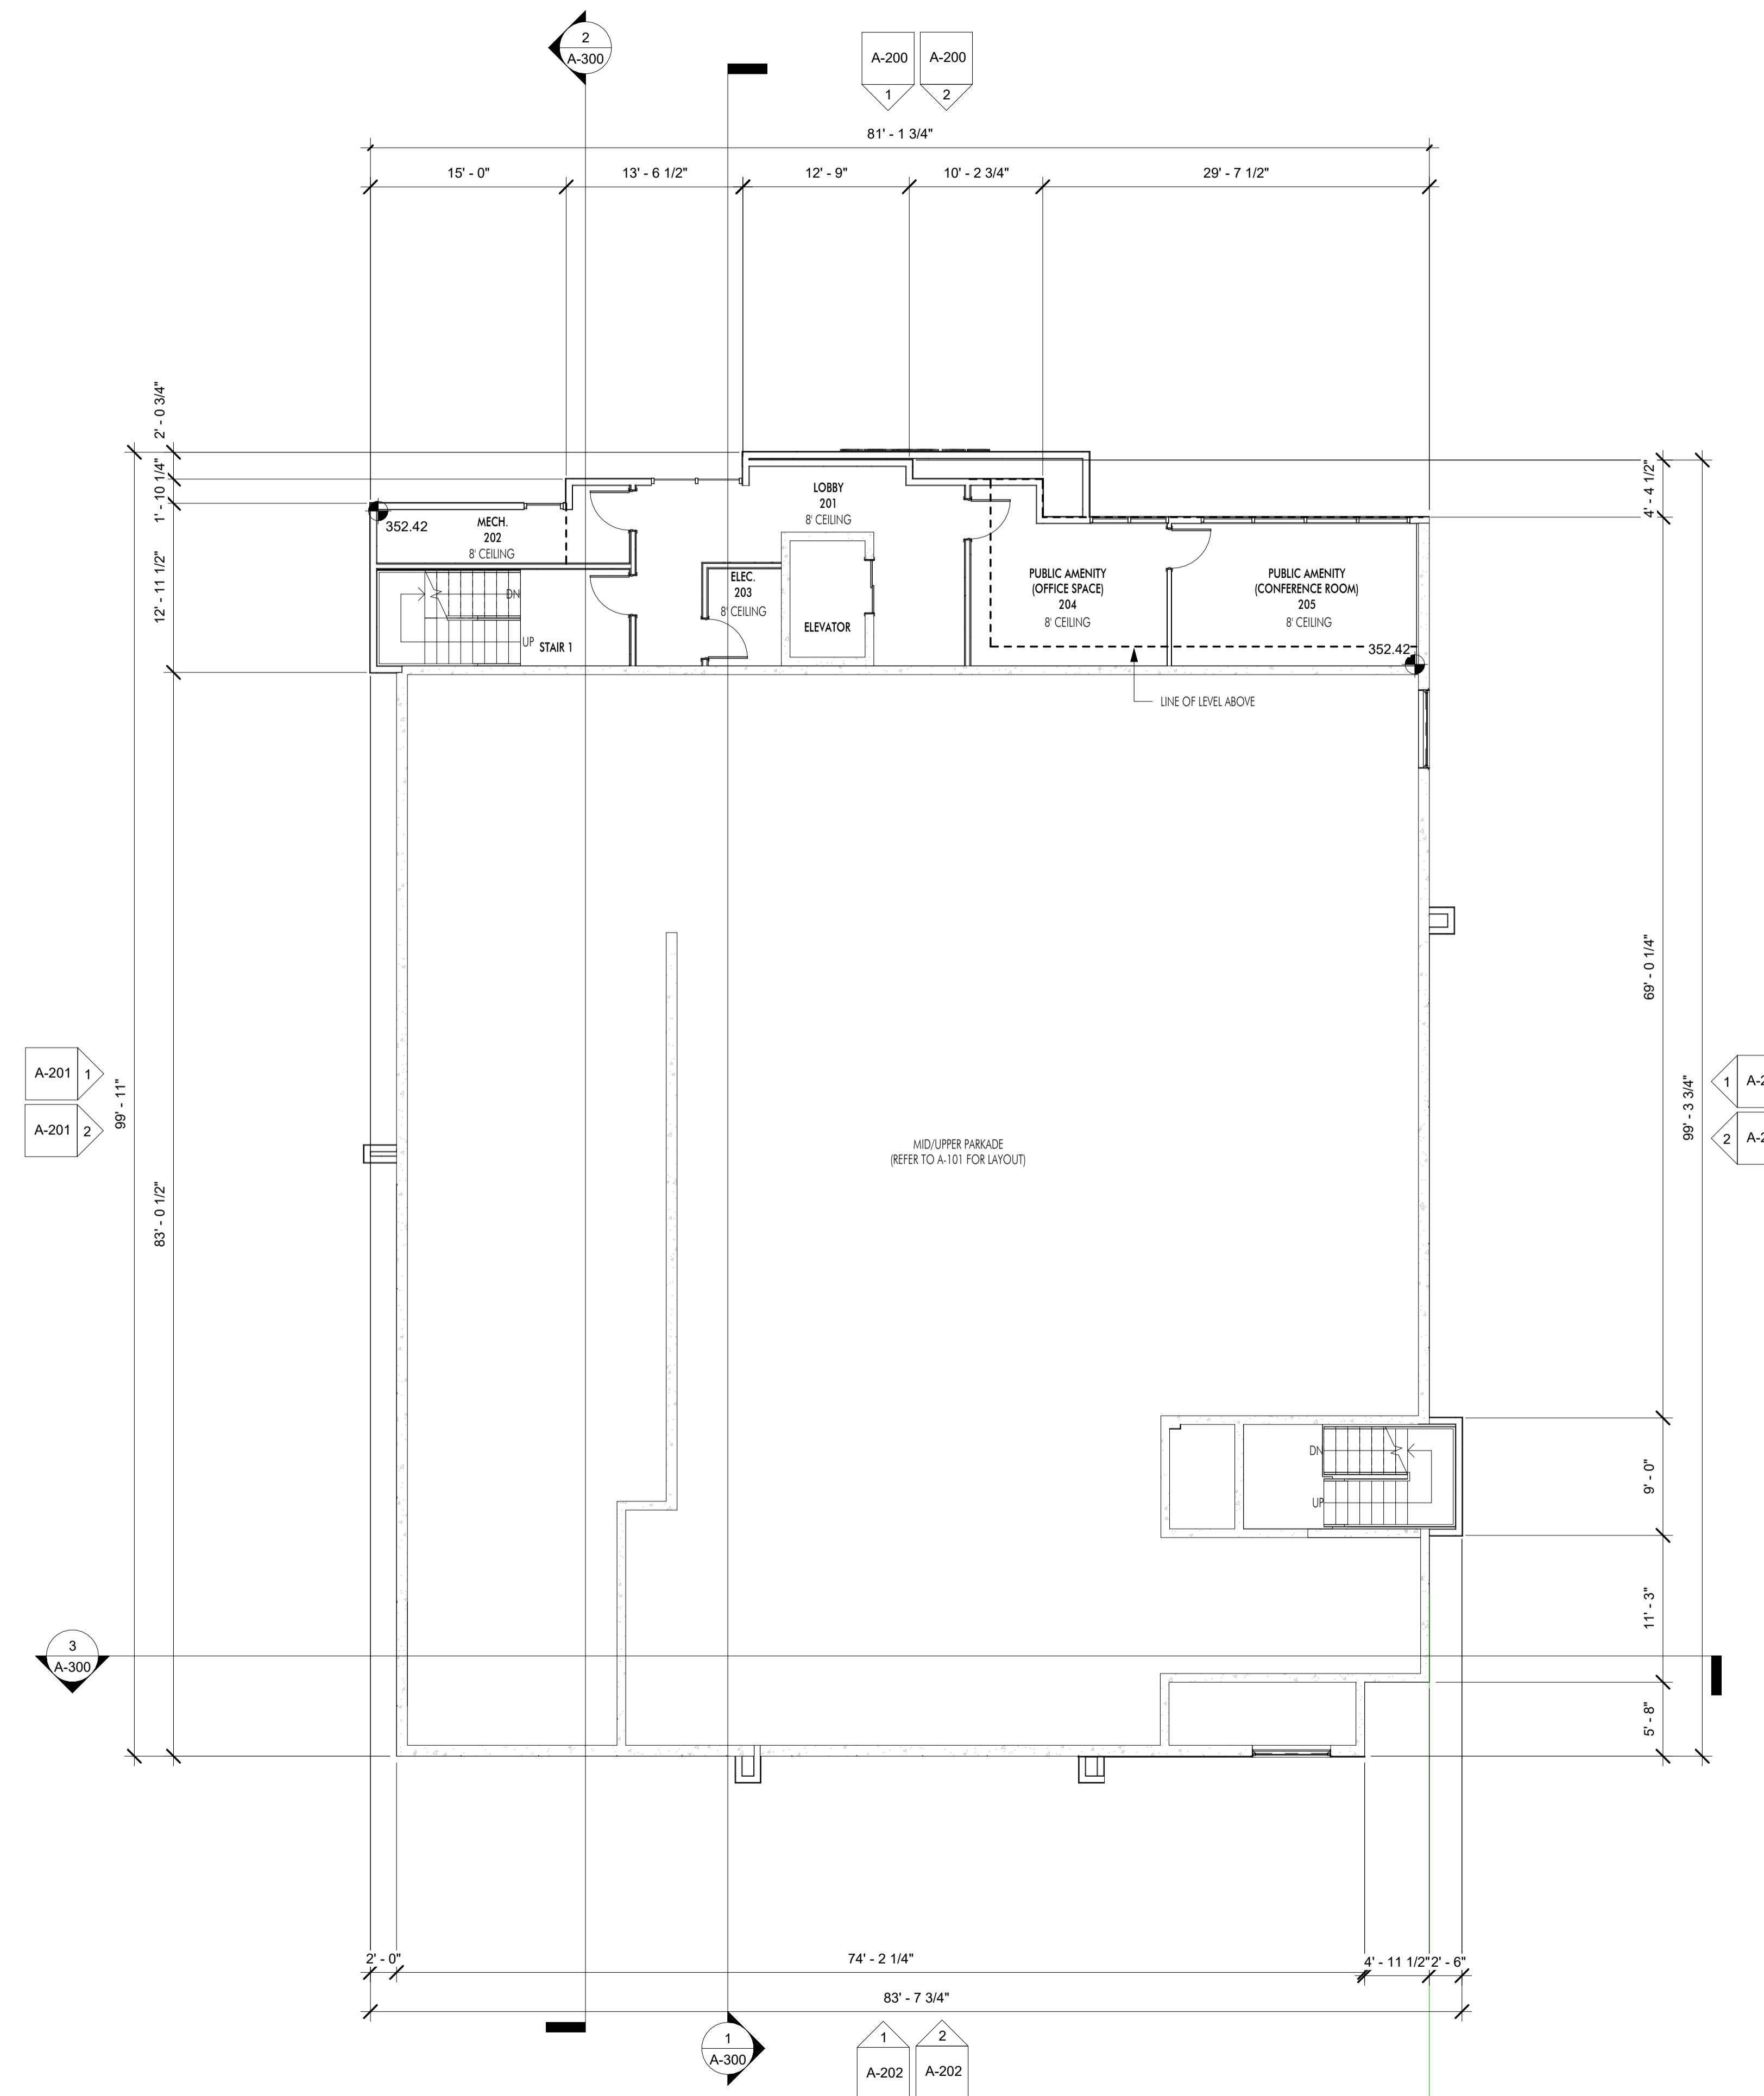 2
A-300
A-200
A-200
1
2
81' - 1 3/4"
15' - 0"
13' - 6 1/2"
12' - 9"
10' - 2 3/4"
29' - 7 1/2"
2' - 0 3/4"
1' - 10 1/4"
12' - 11 1/2"
4' - 4 1/2"
LOBBY
201
8' CEILING
352.42
MECH.
202
8' CEILING
ELEC.
203
8' CEILING
ELEVATOR
DN
UP
STAIR 1
PUBLIC AMENITY
(OFFICE SPACE)
204
8' CEILING
PUBLIC AMENITY
(CONFERENCE ROOM)
205
8' CEILING
352.42
LINE OF LEVEL ABOVE
69' - 0 1/4"
A-201
1
A-201
2
99' - 11"
83' - 0 1/2"
MID/UPPER PARKADE
(REFER TO A-101 FOR LAYOUT)
99' - 3 3/4"
1
A-2
2
A-2
DN
UP
9' - 0"
11' - 3"
5' - 8"
3
A-300
2' - 0"
74' - 2 1/4"
4' - 11 1/2"
2' - 6"
83' - 7 3/4"
1
A-300
1
2
A-202
A-202